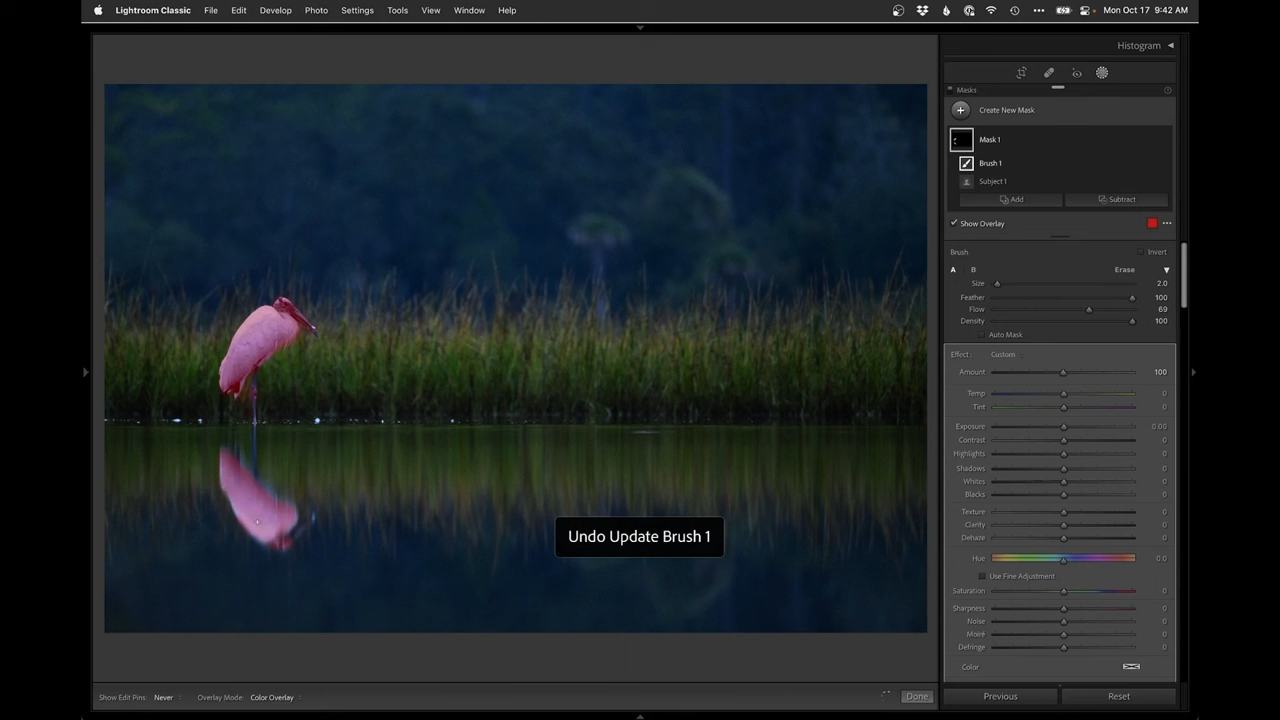 Lightroom Classic File Edit Develop Photo Settings Tools View Window Help Mon Oct 17 9:42 AM
Histogram
Masks
Create New Mask
Mask 1
Brush 1
Subject 1
Add Subtract
Show Overlay
Brush Invert
A B Erase
Size 2.0
Feather 100
Flow 69
Density 100
Auto Mask
Effect: Custom
Amount 100
Temp 0
Tint 0
Exposure 0.00
Contrast 0
Highlights 0
Shadows 0
Whites 0
Blacks 0
Texture 0
Clarity 0
Dehaze 0
Hue 0.0
Use Fine Adjustment
Saturation 0
Sharpness 0
Noise 0
Moiré 0
Defringe 0
Color
Undo Update Brush 1
Show Edit Pins: Never Overlay Mode: Color Overlay Done Previous Reset